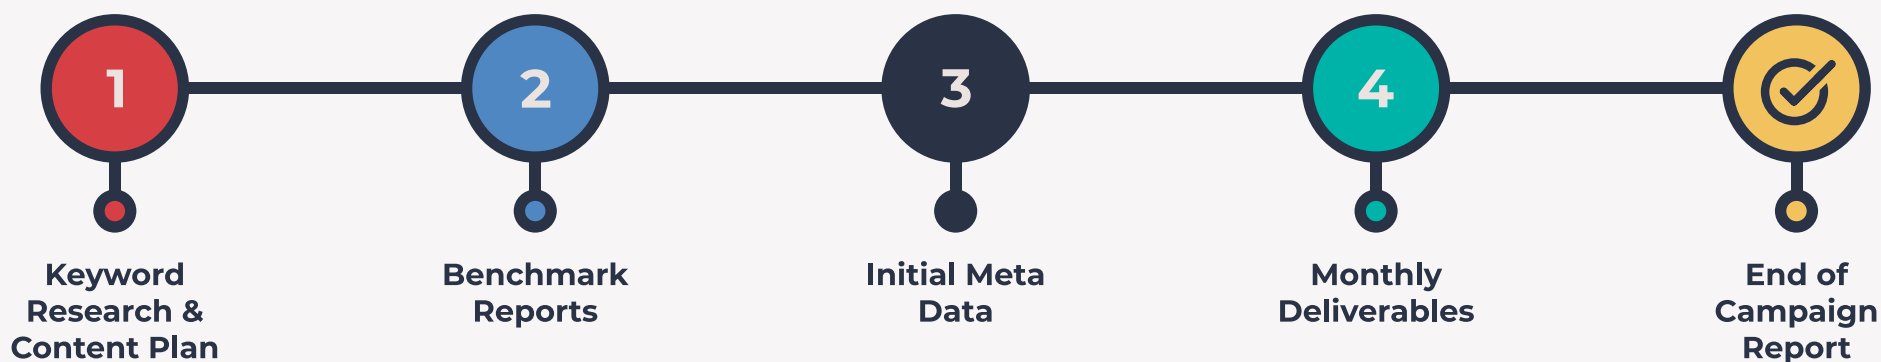 1
2
3
4
Keyword
Research &
Content Plan
Benchmark
Reports
Initial Meta
Data
Monthly
Deliverables
End of
Campaign
Report